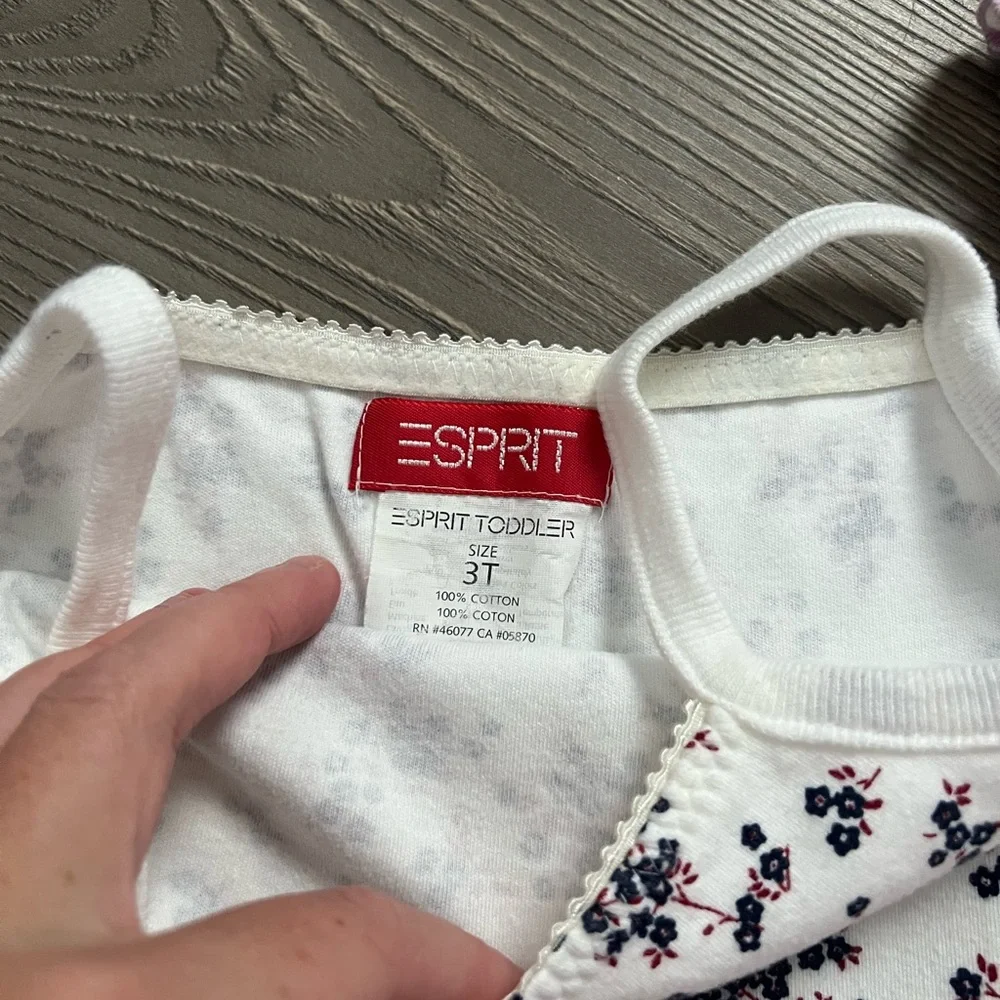 ESPRIT
ESPRIT TODDLER
SIZE
3T
100% COTTON
100% COTON
RN #46077 CA #05870